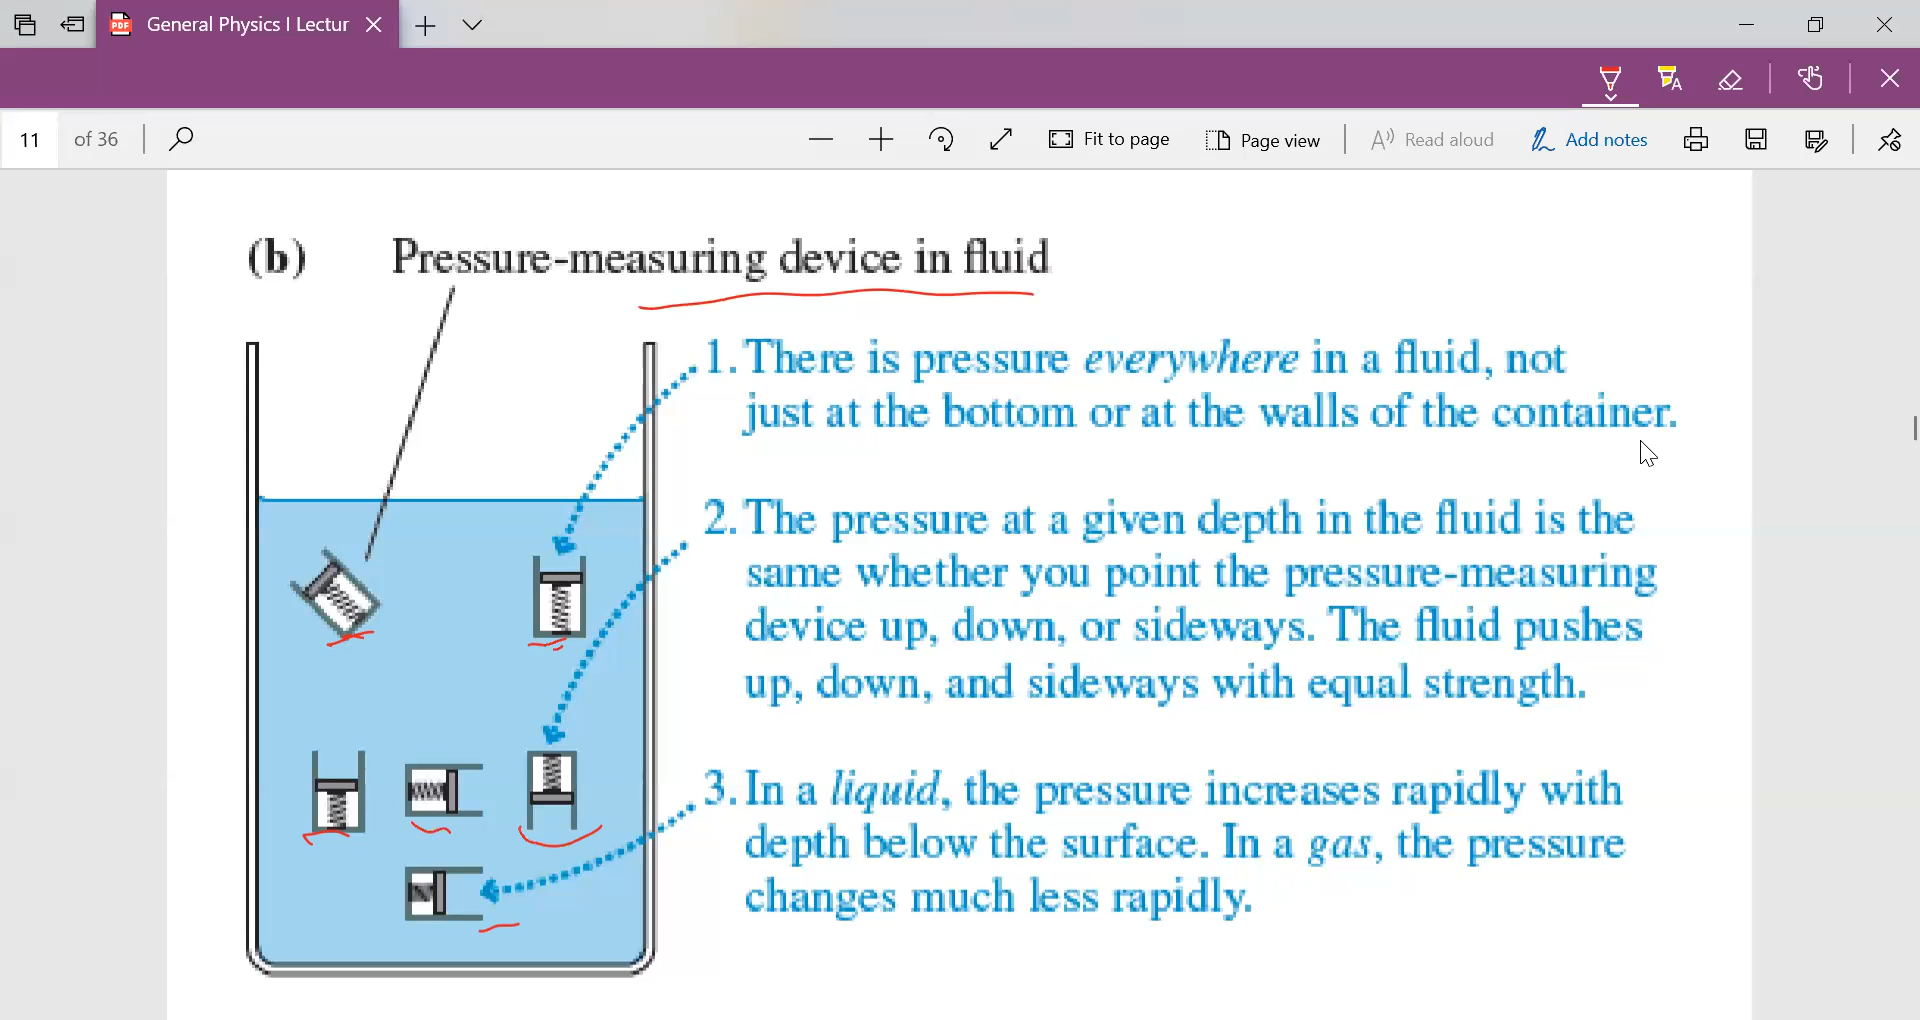 General Physics I Lectur
11 of 36
Fit to page
Page view
Read aloud
Add notes
(b) Pressure-measuring device in fluid
1. There is pressure everywhere in a fluid, not
just at the bottom or at the walls of the container.
2. The pressure at a given depth in the fluid is the
same whether you point the pressure-measuring
device up, down, or sideways. The fluid pushes
up, down, and sideways with equal strength.
3. In a liquid, the pressure increases rapidly with
depth below the surface. In a gas, the pressure
changes much less rapidly.